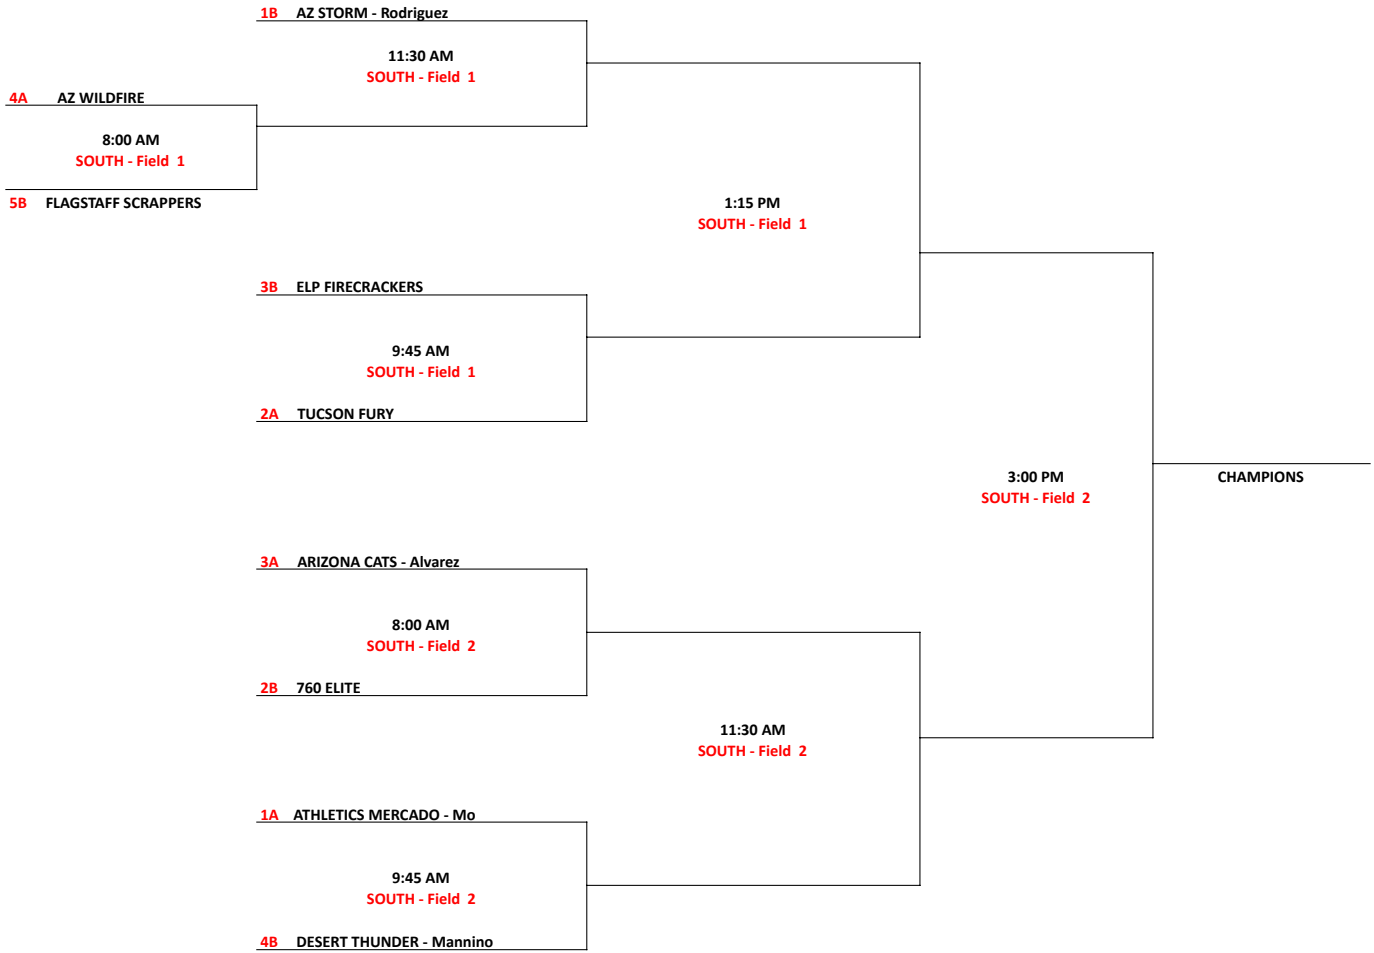 1B AZ STORM - Rodriguez
11:30 AM
SOUTH - Field 1
4A AZ WILDFIRE
8:00 AM
SOUTH - Field 1
5B FLAGSTAFF SCRAPPERS
1:15 PM
SOUTH - Field 1
3B ELP FIRECRACKERS
9:45 AM
SOUTH - Field 1
2A TUCSON FURY
3:00 PM
SOUTH - Field 2
CHAMPIONS
3A ARIZONA CATS - Alvarez
8:00 AM
SOUTH - Field 2
2B 760 ELITE
11:30 AM
SOUTH - Field 2
1A ATHLETICS MERCADO - Mo
9:45 AM
SOUTH - Field 2
4B DESERT THUNDER - Mannino